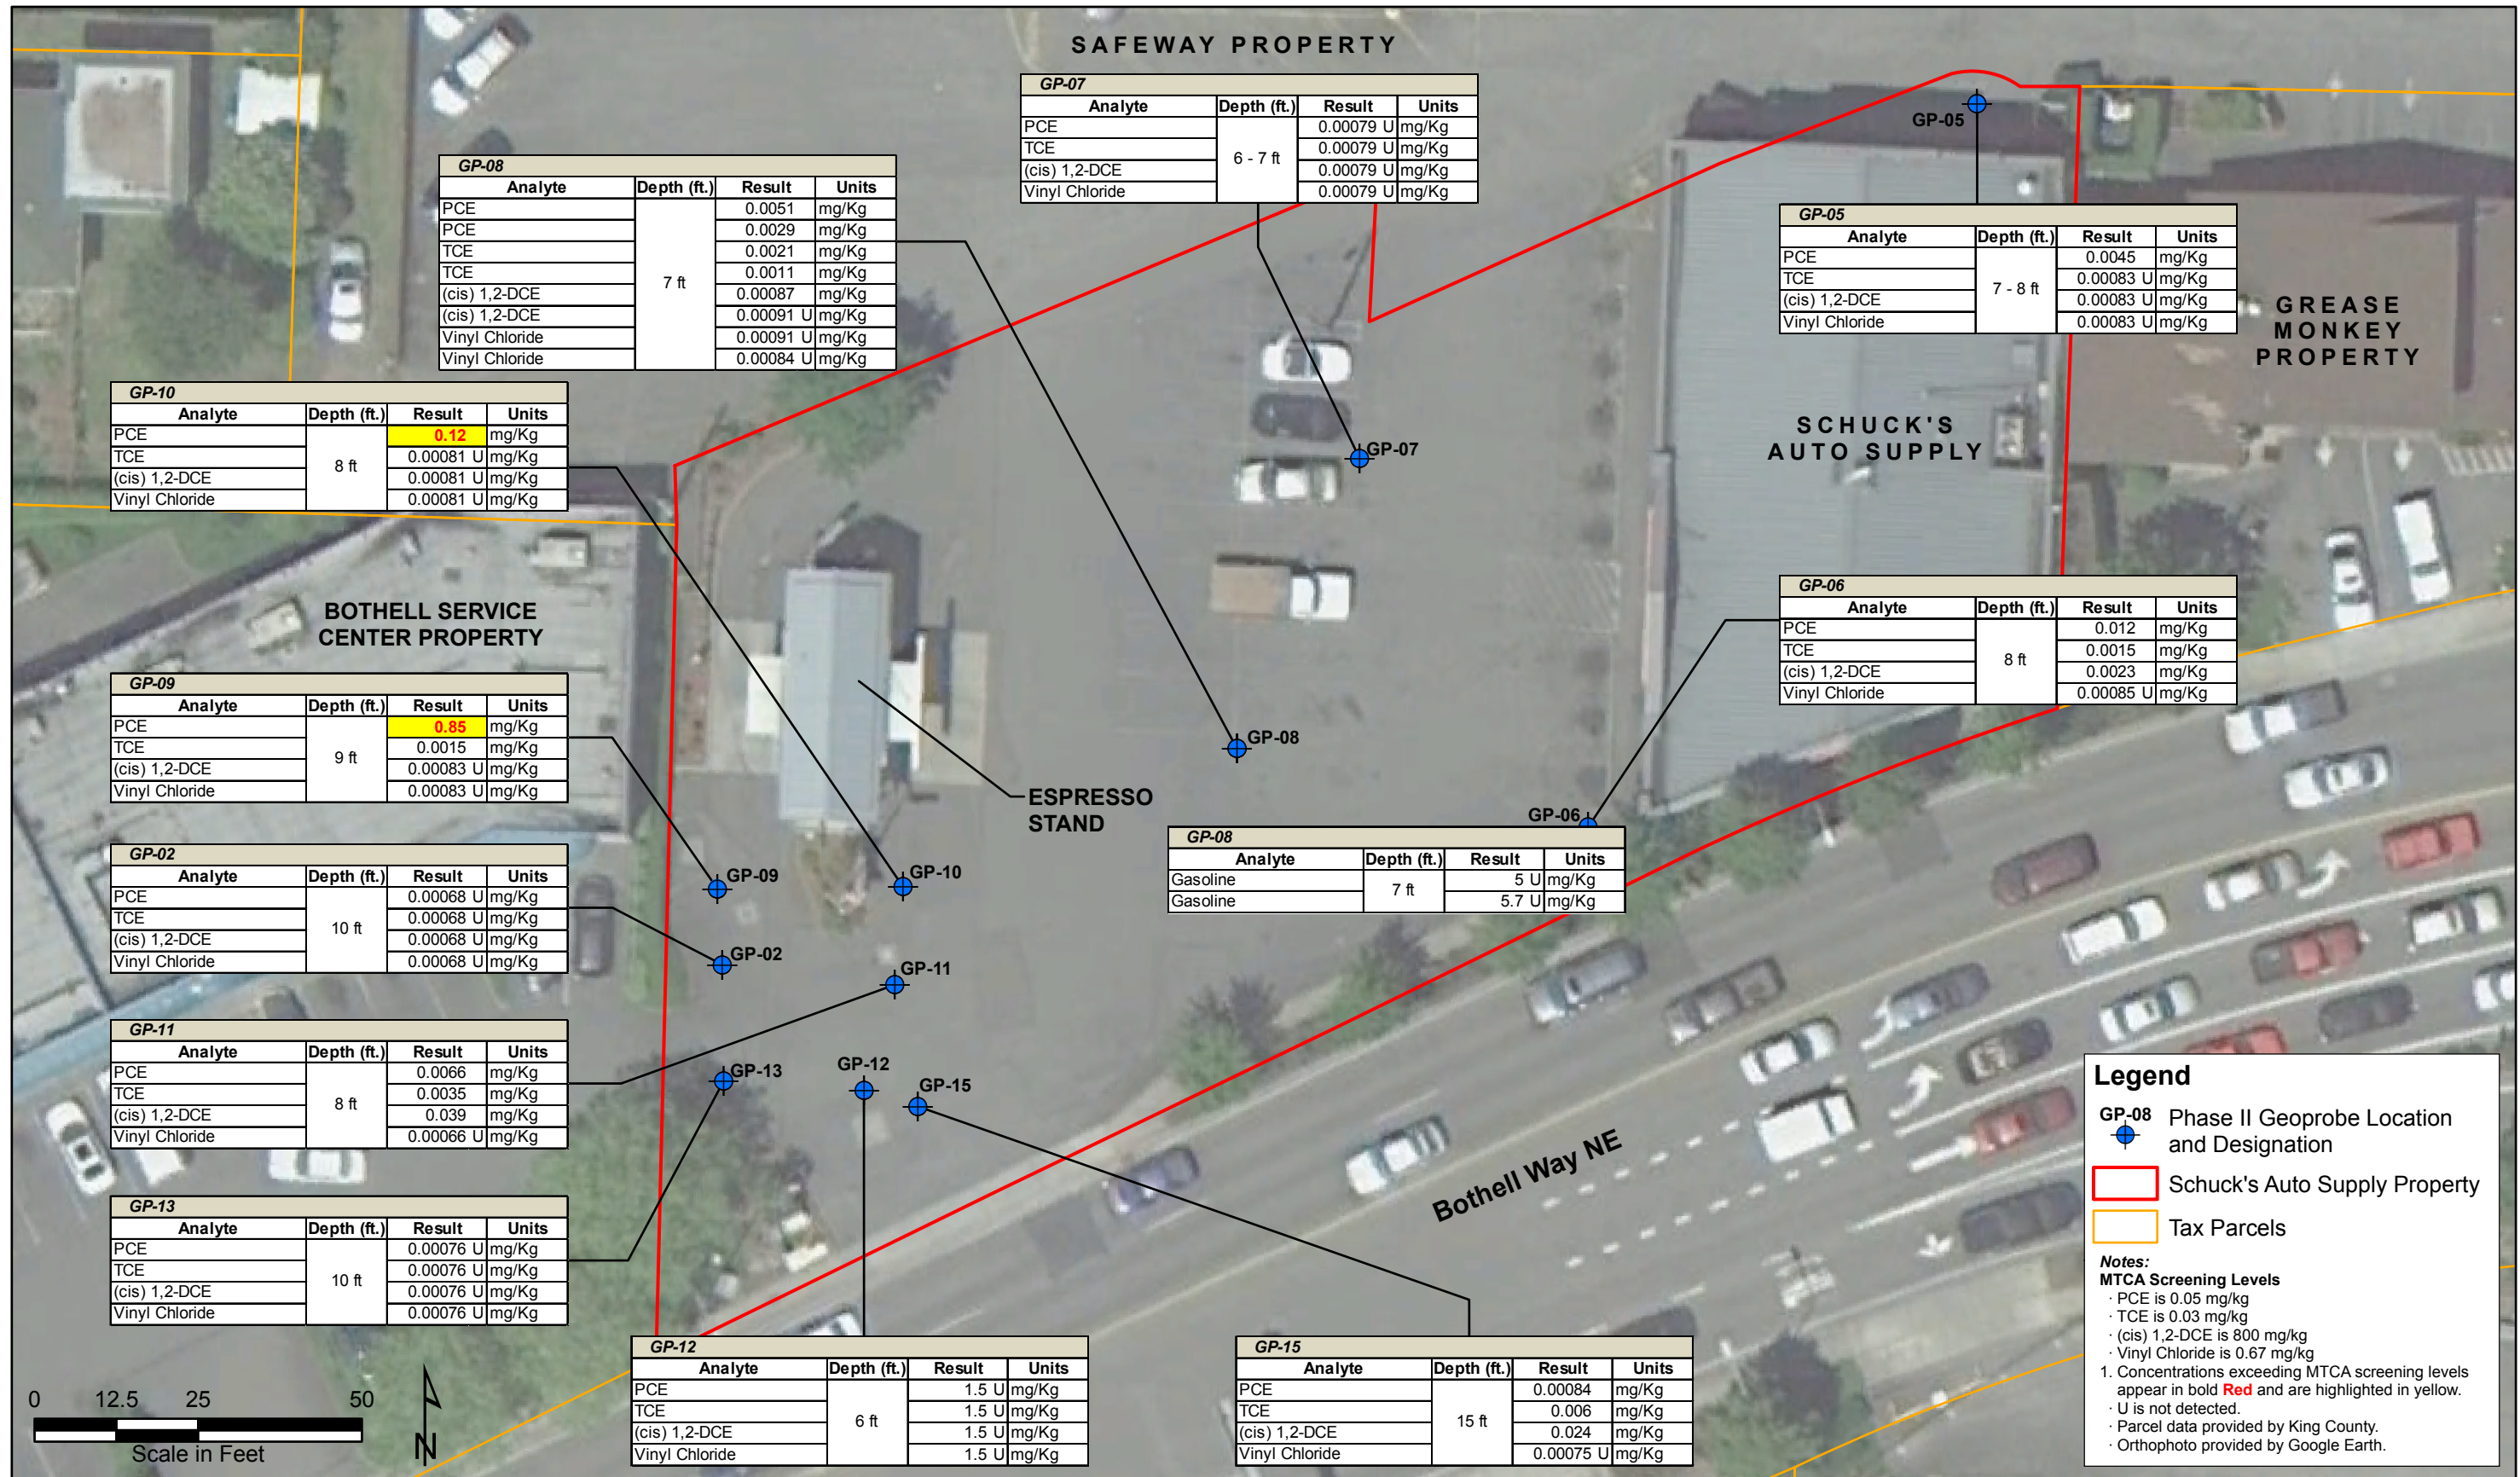 SAFEWAY PROPERTY
GP-07
Analyte Depth (ft.) Result Units
PCE 6 - 7 ft 0.00079 U mg/Kg
TCE 0.00079 U mg/Kg
(cis) 1,2-DCE 0.00079 U mg/Kg
Vinyl Chloride 0.00079 U mg/Kg
GP-05
GP-08
Analyte Depth (ft.) Result Units
PCE 7 ft 0.0051 mg/Kg
PCE 0.0029 mg/Kg
TCE 0.0021 mg/Kg
TCE 0.0011 mg/Kg
(cis) 1,2-DCE 0.00087 mg/Kg
(cis) 1,2-DCE 0.00091 U mg/Kg
Vinyl Chloride 0.00091 U mg/Kg
Vinyl Chloride 0.00084 U mg/Kg
GP-05
Analyte Depth (ft.) Result Units
PCE 7 - 8 ft 0.0045 mg/Kg
TCE 0.00083 U mg/Kg
(cis) 1,2-DCE 0.00083 U mg/Kg
Vinyl Chloride 0.00083 U mg/Kg
GREASE
MONKEY
PROPERTY
GP-10
Analyte Depth (ft.) Result Units
PCE 8 ft 0.12 mg/Kg
TCE 0.00081 U mg/Kg
(cis) 1,2-DCE 0.00081 U mg/Kg
Vinyl Chloride 0.00081 U mg/Kg
SCHUCK'S
AUTO SUPPLY
GP-07
BOTHELL SERVICE
CENTER PROPERTY
GP-06
Analyte Depth (ft.) Result Units
PCE 8 ft 0.012 mg/Kg
TCE 0.0015 mg/Kg
(cis) 1,2-DCE 0.0023 mg/Kg
Vinyl Chloride 0.00085 U mg/Kg
GP-09
Analyte Depth (ft.) Result Units
PCE 9 ft 0.85 mg/Kg
TCE 0.0015 mg/Kg
(cis) 1,2-DCE 0.00083 U mg/Kg
Vinyl Chloride 0.00083 U mg/Kg
GP-08
ESPRESSO
STAND
GP-06
GP-08
Analyte Depth (ft.) Result Units
Gasoline 7 ft 5 U mg/Kg
Gasoline 5.7 U mg/Kg
GP-02
Analyte Depth (ft.) Result Units
PCE 10 ft 0.00068 U mg/Kg
TCE 0.00068 U mg/Kg
(cis) 1,2-DCE 0.00068 U mg/Kg
Vinyl Chloride 0.00068 U mg/Kg
GP-09
GP-10
GP-02
GP-11
GP-11
Analyte Depth (ft.) Result Units
PCE 8 ft 0.0066 mg/Kg
TCE 0.0035 mg/Kg
(cis) 1,2-DCE 0.039 mg/Kg
Vinyl Chloride 0.00066 U mg/Kg
GP-13
GP-12
GP-15
Bothell Way NE
GP-13
Analyte Depth (ft.) Result Units
PCE 10 ft 0.00076 U mg/Kg
TCE 0.00076 U mg/Kg
(cis) 1,2-DCE 0.00076 U mg/Kg
Vinyl Chloride 0.00076 U mg/Kg
GP-12
Analyte Depth (ft.) Result Units
PCE 6 ft 1.5 U mg/Kg
TCE 1.5 U mg/Kg
(cis) 1,2-DCE 1.5 U mg/Kg
Vinyl Chloride 1.5 U mg/Kg
GP-15
Analyte Depth (ft.) Result Units
PCE 15 ft 0.00084 mg/Kg
TCE 0.006 mg/Kg
(cis) 1,2-DCE 0.024 mg/Kg
Vinyl Chloride 0.00075 U mg/Kg
0 12.5 25 50
Scale in Feet
N
Legend
GP-08 Phase II Geoprobe Location
and Designation
Schuck's Auto Supply Property
Tax Parcels
Notes:
MTCA Screening Levels
· PCE is 0.05 mg/kg
· TCE is 0.03 mg/kg
· (cis) 1,2-DCE is 800 mg/kg
· Vinyl Chloride is 0.67 mg/kg
1. Concentrations exceeding MTCA screening levels
appear in bold Red and are highlighted in yellow.
· U is not detected.
· Parcel data provided by King County.
· Orthophoto provided by Google Earth.